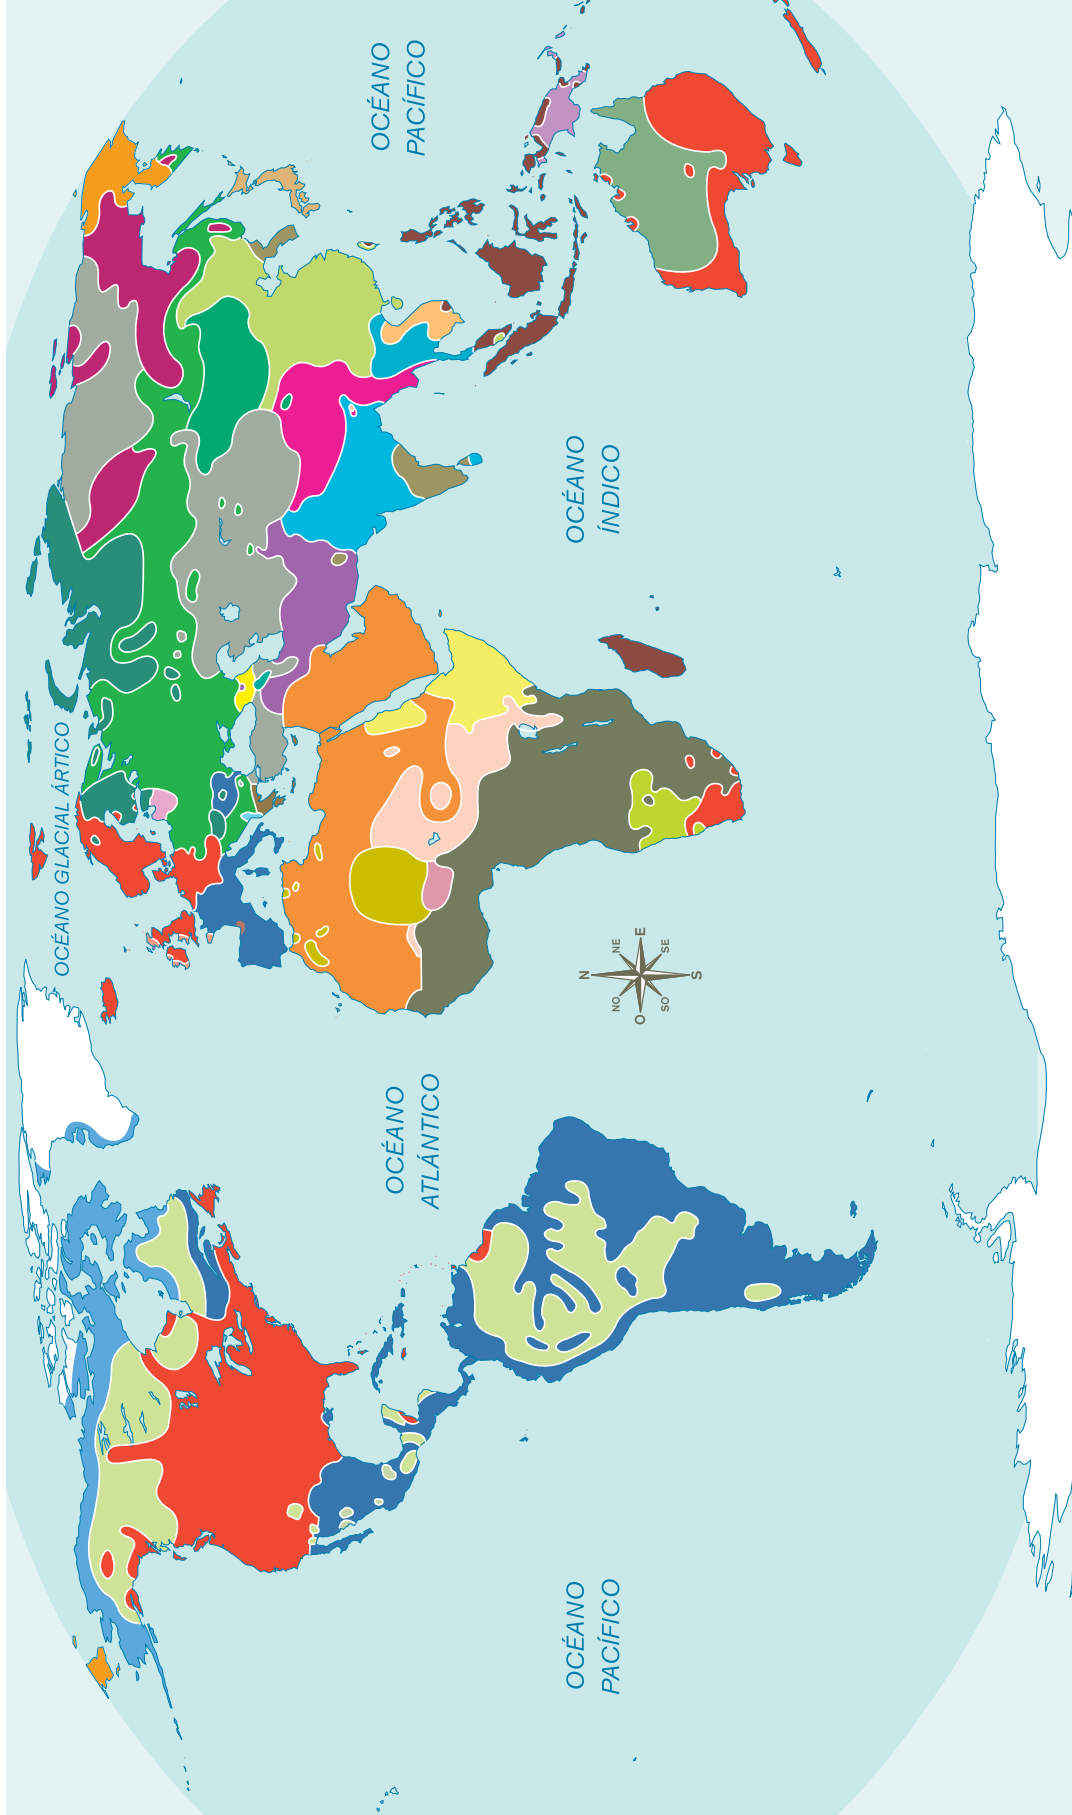 OCÉANO GLACIAL ÁRTICO
OCÉANO
PACÍFICO
OCÉANO
ATLÁNTICO
OCÉANO
PACÍFICO
OCÉANO
ÍNDICO
N
NO
NE
O
E
SO
SE
S